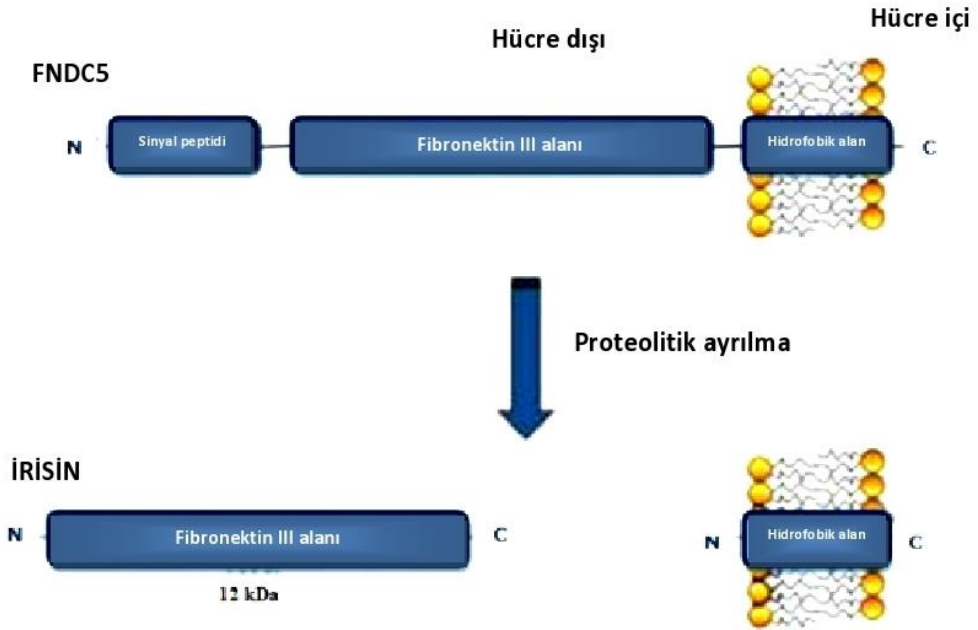 Hücre içi
Hücre dışı
FNDC5
N Sinyal peptidi Fibronektin III alanı Hidrofobik alan C
Proteolitik ayrılma
İRİSİN
N Fibronektin III alanı C N Hidrofobik alan C
12 kDa